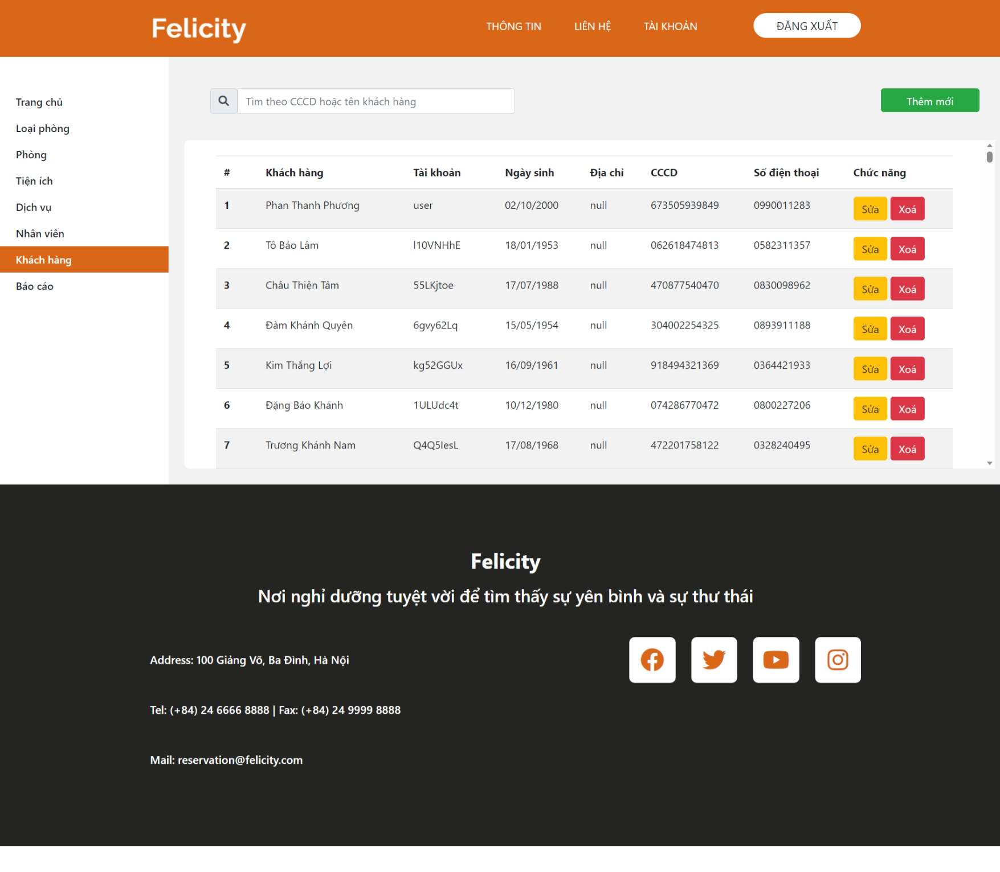 Felicity
THÔNG TIN LIÊN HỆ TÀI KHOẢN ĐĂNG XUẤT
Trang chủ
Loại phòng
Phòng
Tiện ích
Dịch vụ
Nhân viên
Khách hàng
Báo cáo
Tìm theo CCCD hoặc tên khách hàng
Thêm mới
# Khách hàng Tài khoản Ngày sinh Địa chỉ CCCD Số điện thoại Chức năng
1 Phan Thanh Phương user 02/10/2000 null 673505939849 0990011283 Sửa Xoá
2 Tô Bảo Lâm l10VNHhE 18/01/1953 null 062618474813 0582311357 Sửa Xoá
3 Châu Thiện Tâm 55LKjtoe 17/07/1988 null 470877540470 0830098962 Sửa Xoá
4 Đàm Khánh Quyên 6gvy62Lq 15/05/1954 null 304002254325 0893911188 Sửa Xoá
5 Kim Thắng Lợi kg52GGUx 16/09/1961 null 918494321369 0364421933 Sửa Xoá
6 Đặng Bảo Khánh 1ULUdc4t 10/12/1980 null 074286770472 0800227206 Sửa Xoá
7 Trương Khánh Nam Q4Q5lesL 17/08/1968 null 472201758122 0328240495 Sửa Xoá
Felicity
Nơi nghỉ dưỡng tuyệt vời để tìm thấy sự yên bình và sự thư thái
Address: 100 Giảng Võ, Ba Đình, Hà Nội
Tel: (+84) 24 6666 8888 | Fax: (+84) 24 9999 8888
Mail: reservation@felicity.com